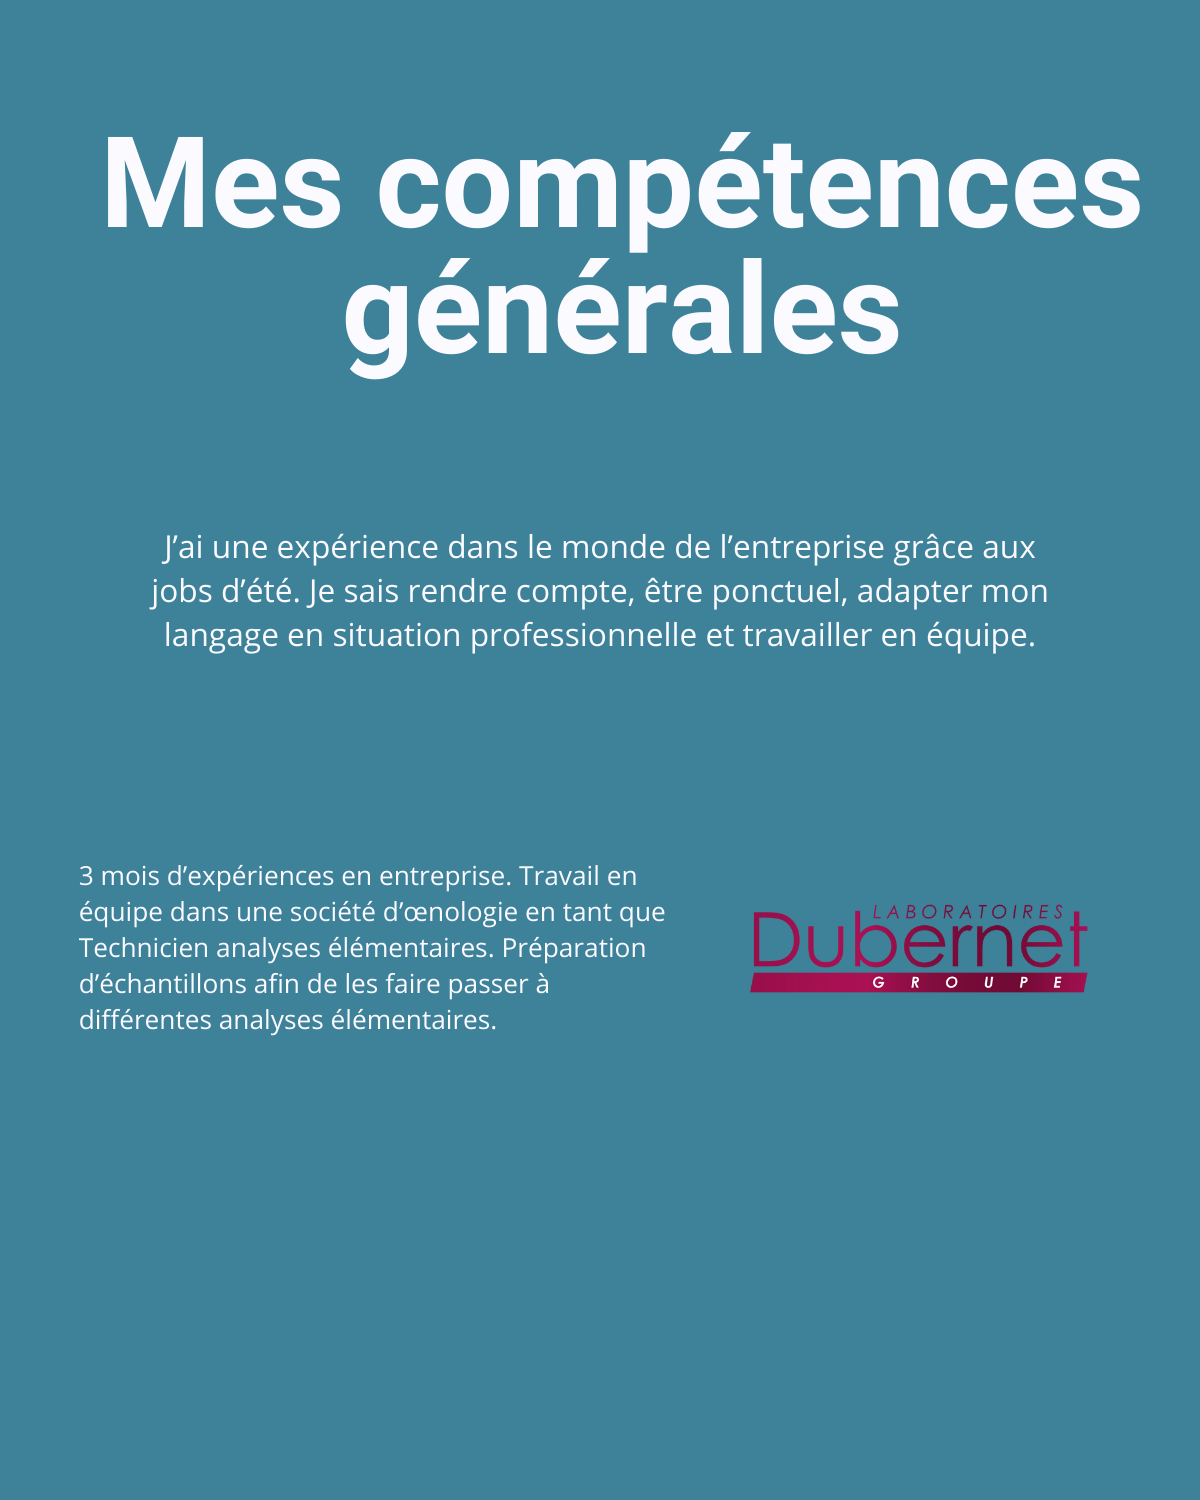 Mes compétences
générales
J’ai une expérience dans le monde de l’entreprise grâce aux
jobs d’été. Je sais rendre compte, être ponctuel, adapter mon
langage en situation professionnelle et travailler en équipe.
3 mois d’expériences en entreprise. Travail en
équipe dans une société d’œnologie en tant que
Technicien analyses élémentaires. Préparation
d’échantillons afin de les faire passer à
différentes analyses élémentaires.
LABORATOIRES
Dubernet
GROUPE